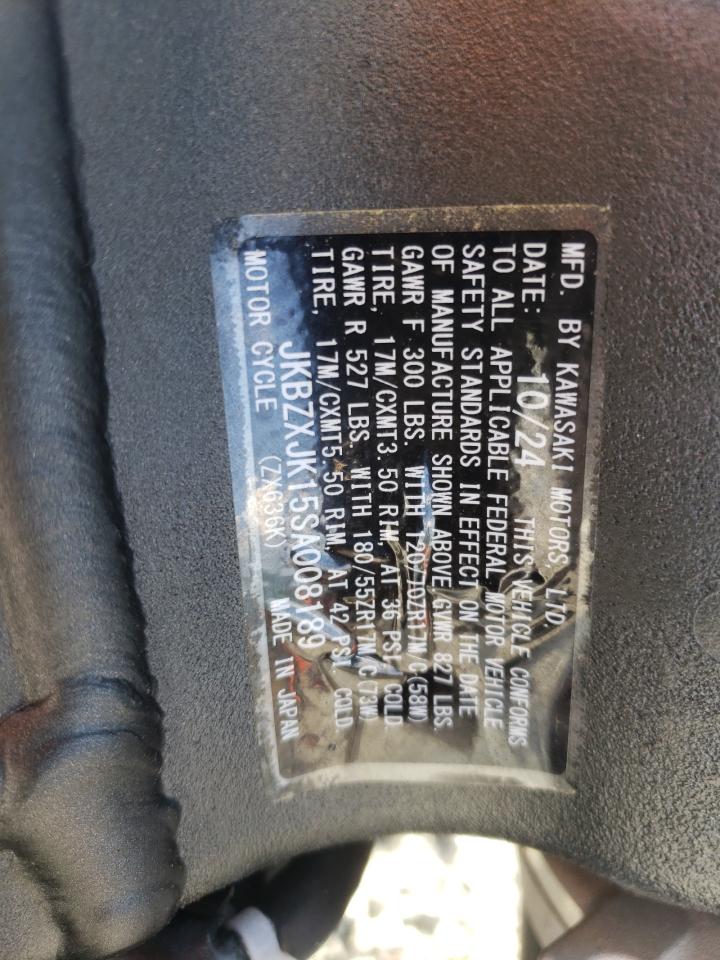 MFD. BY KAWASAKI MOTORS, LTD.
DATE: 10/24 THIS VEHICLE CONFORMS
TO ALL APPLICABLE FEDERAL MOTOR VEHICLE
SAFETY STANDARDS IN EFFECT ON THE DATE
OF MANUFACTURE SHOWN ABOVE GVWR 827 LBS.
GAWR F 300 LBS. WITH 120/70ZR17M/C(58W)
TIRE, 17M/CXMT3.50 RIM. AT 36 PSI COLD.
GAWR R 527 LBS. WITH 180/55ZR17M/C(73W)
TIRE, 17M/CXMT5.50 RIM. AT 42 PSI COLD
JKBZXJK15SA008189
MOTOR CYCLE (ZX636K) MADE IN JAPAN